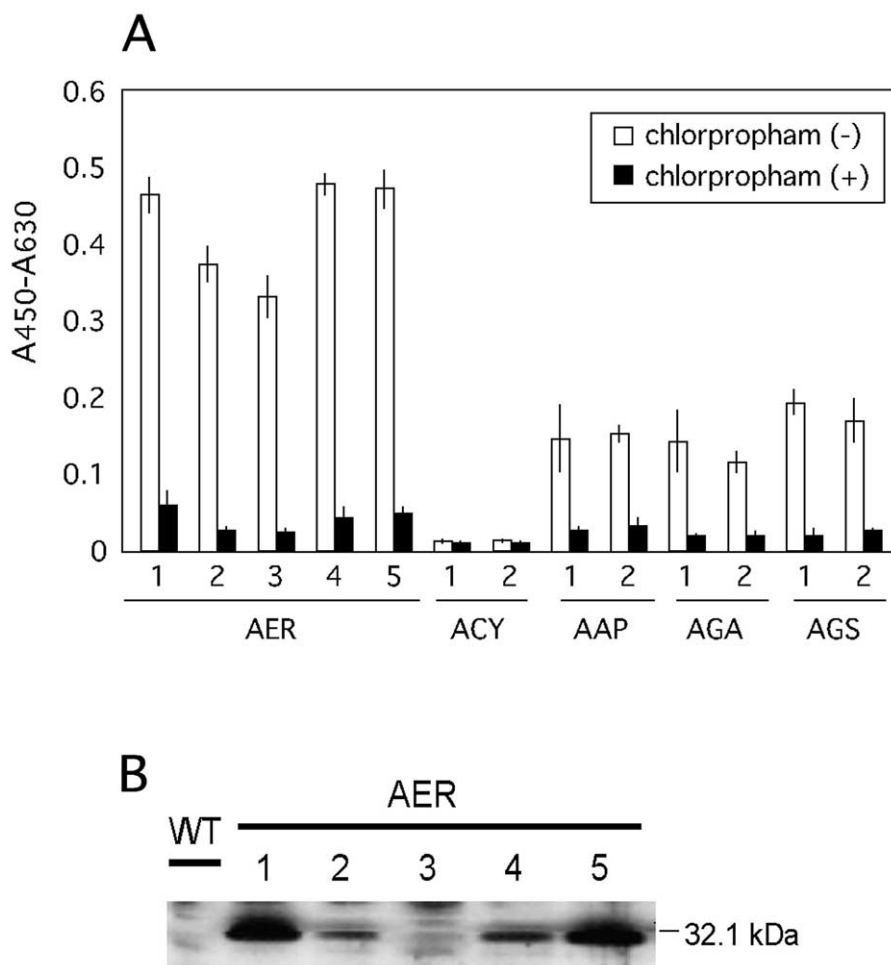 A
0.6
0.5
0.4
0.3
0.2
0.1
0
A450-A630
chlorpropham (-)
chlorpropham (+)
1 2 3 4 5 1 2 1 2 1 2 1 2
AER ACY AAP AGA AGS
B
AER
WT
1 2 3 4 5
32.1 kDa